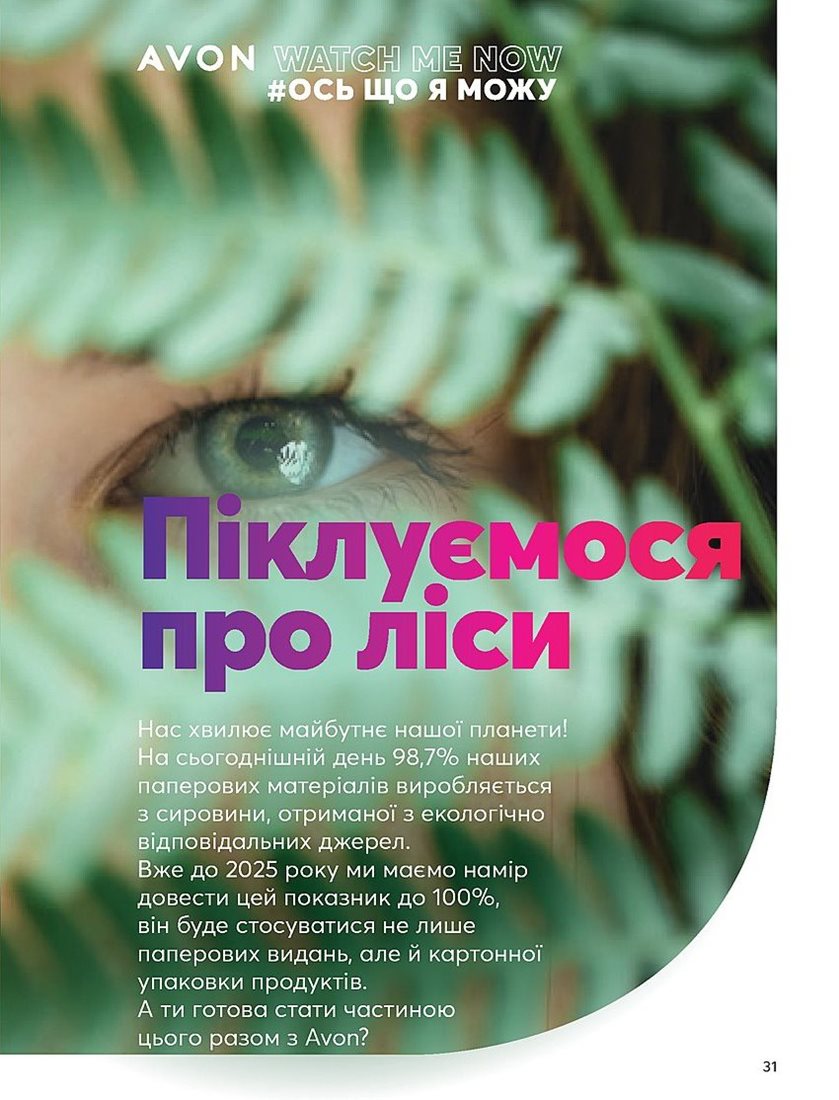 AVON WATCH ME NOW
#ОСЬ ЩО Я МОЖУ
Піклуємося
про ліси
Нас хвилює майбутнє нашої планети!
На сьогоднішній день 98,7% наших
паперових матеріалів виробляється
з сировини, отриманої з екологічно
відповідальних джерел.
Вже до 2025 року ми маємо намір
довести цей показник до 100%,
він буде стосуватися не лише
паперових видань, але й картонної
упаковки продуктів.
А ти готова стати частиною
цього разом з Avon?
31